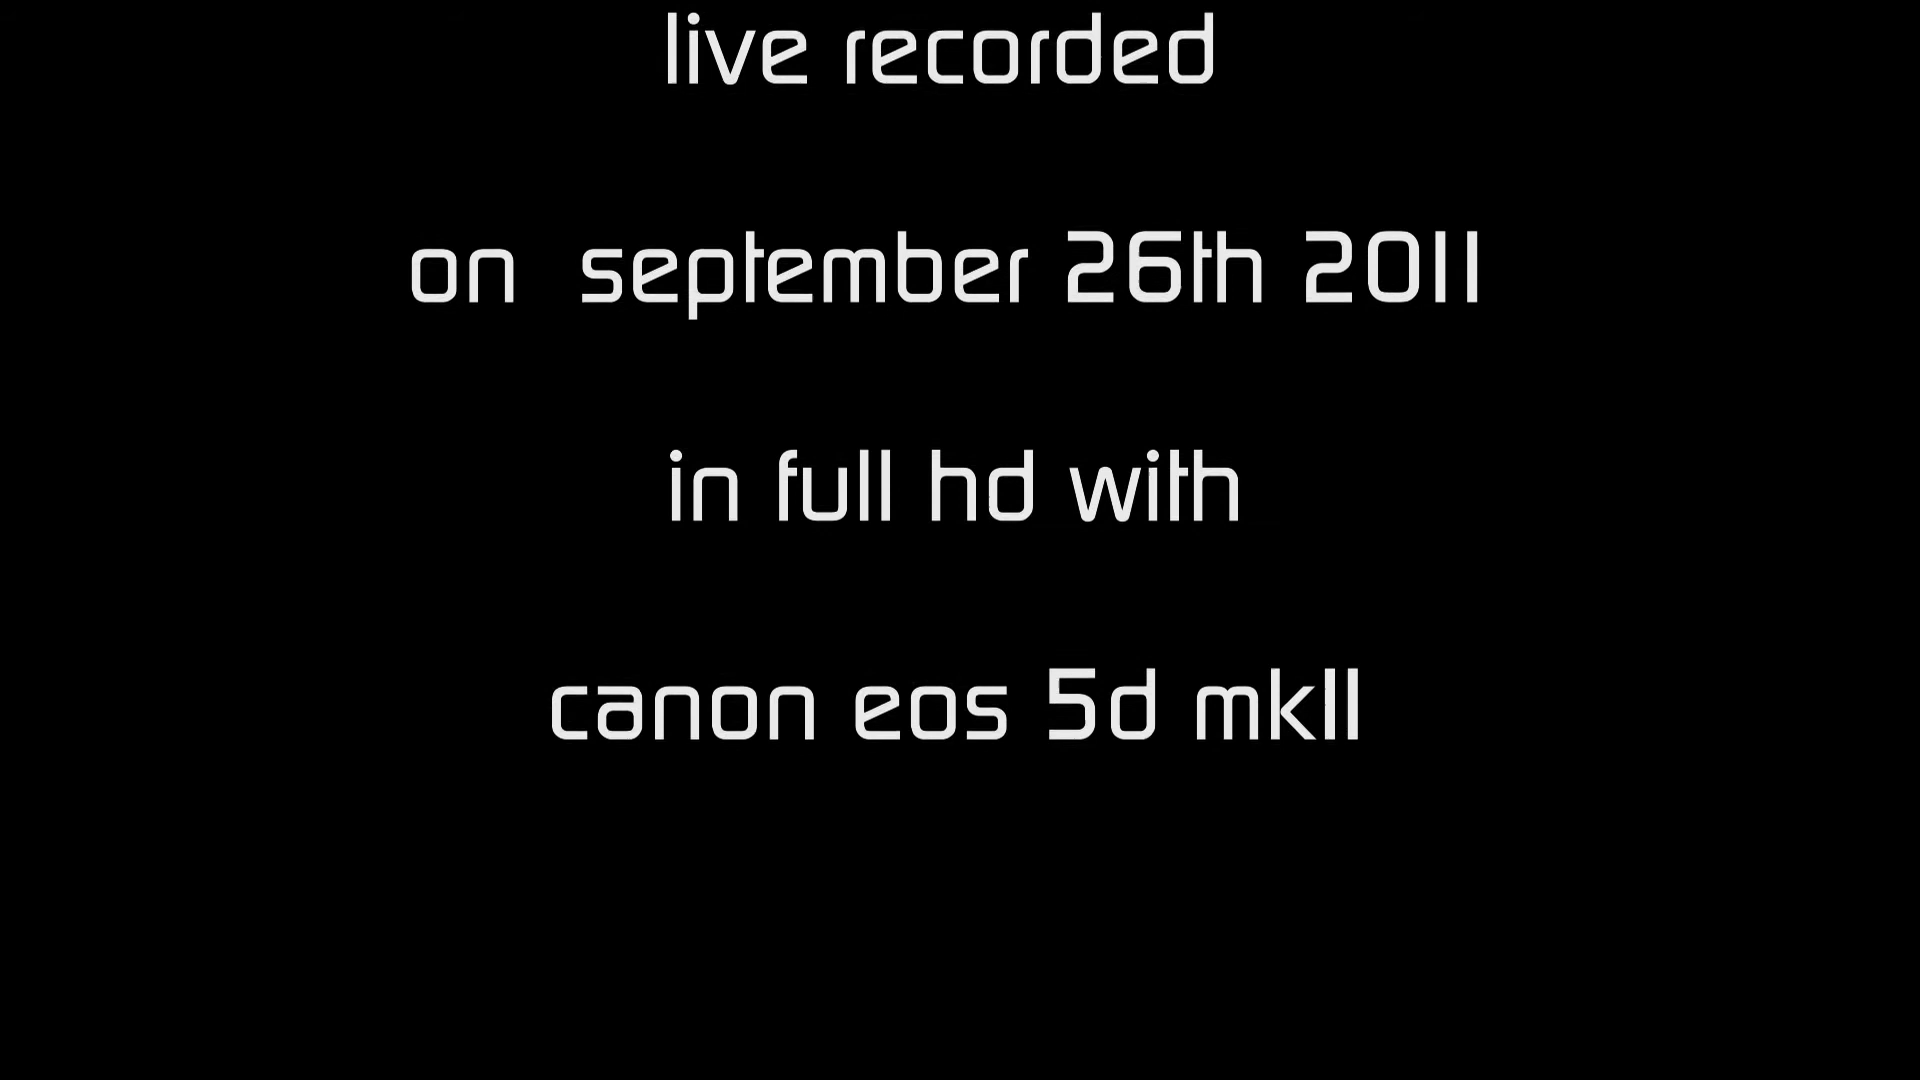 live recorded
on september 26th 2011
in full hd with
canon eos 5d mkII